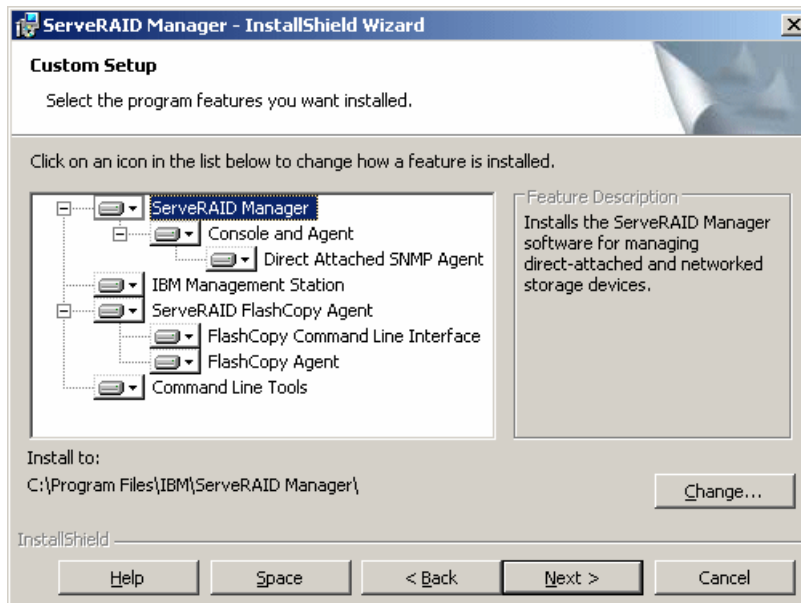 ServeRAID Manager - InstallShield Wizard
Custom Setup
Select the program features you want installed.
Click on an icon in the list below to change how a feature is installed.
ServeRAID Manager
Console and Agent
Direct Attached SNMP Agent
IBM Management Station
ServeRAID FlashCopy Agent
FlashCopy Command Line Interface
FlashCopy Agent
Command Line Tools
Feature Description
Installs the ServeRAID Manager
software for managing
direct-attached and networked
storage devices.
Install to:
C:\Program Files\IBM\ServeRAID Manager\
Change...
InstallShield
Help
Space
< Back
Next >
Cancel